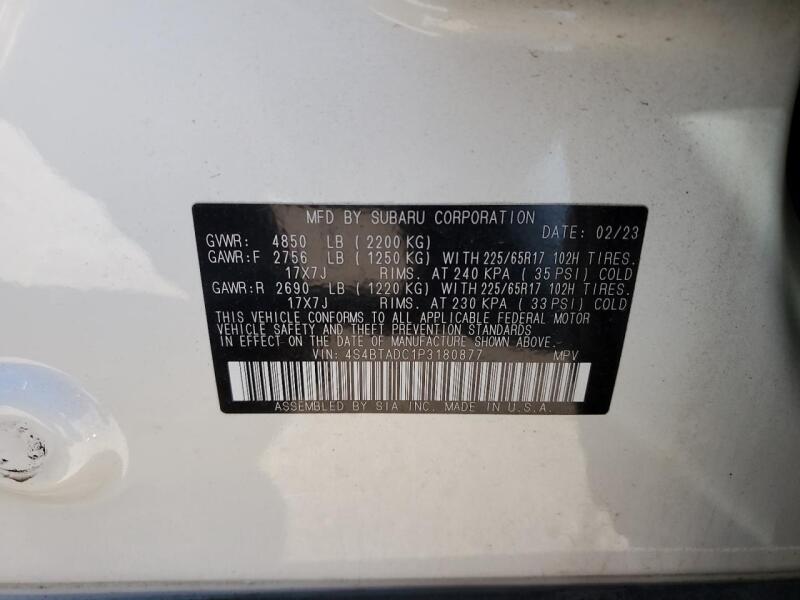 MFD BY SUBARU CORPORATION
DATE: 02/23
GVWR: 4850 LB (2200 KG)
GAWR:F 2756 LB (1250 KG) WITH 225/65R17 102H TIRES.
17X7J RIMS. AT 240 KPA (35 PSI) COLD
GAWR:R 2690 LB (1220 KG) WITH 225/65R17 102H TIRES.
17X7J RIMS. AT 230 KPA (33 PSI) COLD
THIS VEHICLE CONFORMS TO ALL APPLICABLE FEDERAL MOTOR
VEHICLE SAFETY AND THEFT PREVENTION STANDARDS
IN EFFECT ON THE DATE OF MANUFACTURE SHOWN ABOVE.
VIN: 4S4BTADC1P3180877 MPV
ASSEMBLED BY SIA INC. MADE IN U.S.A.